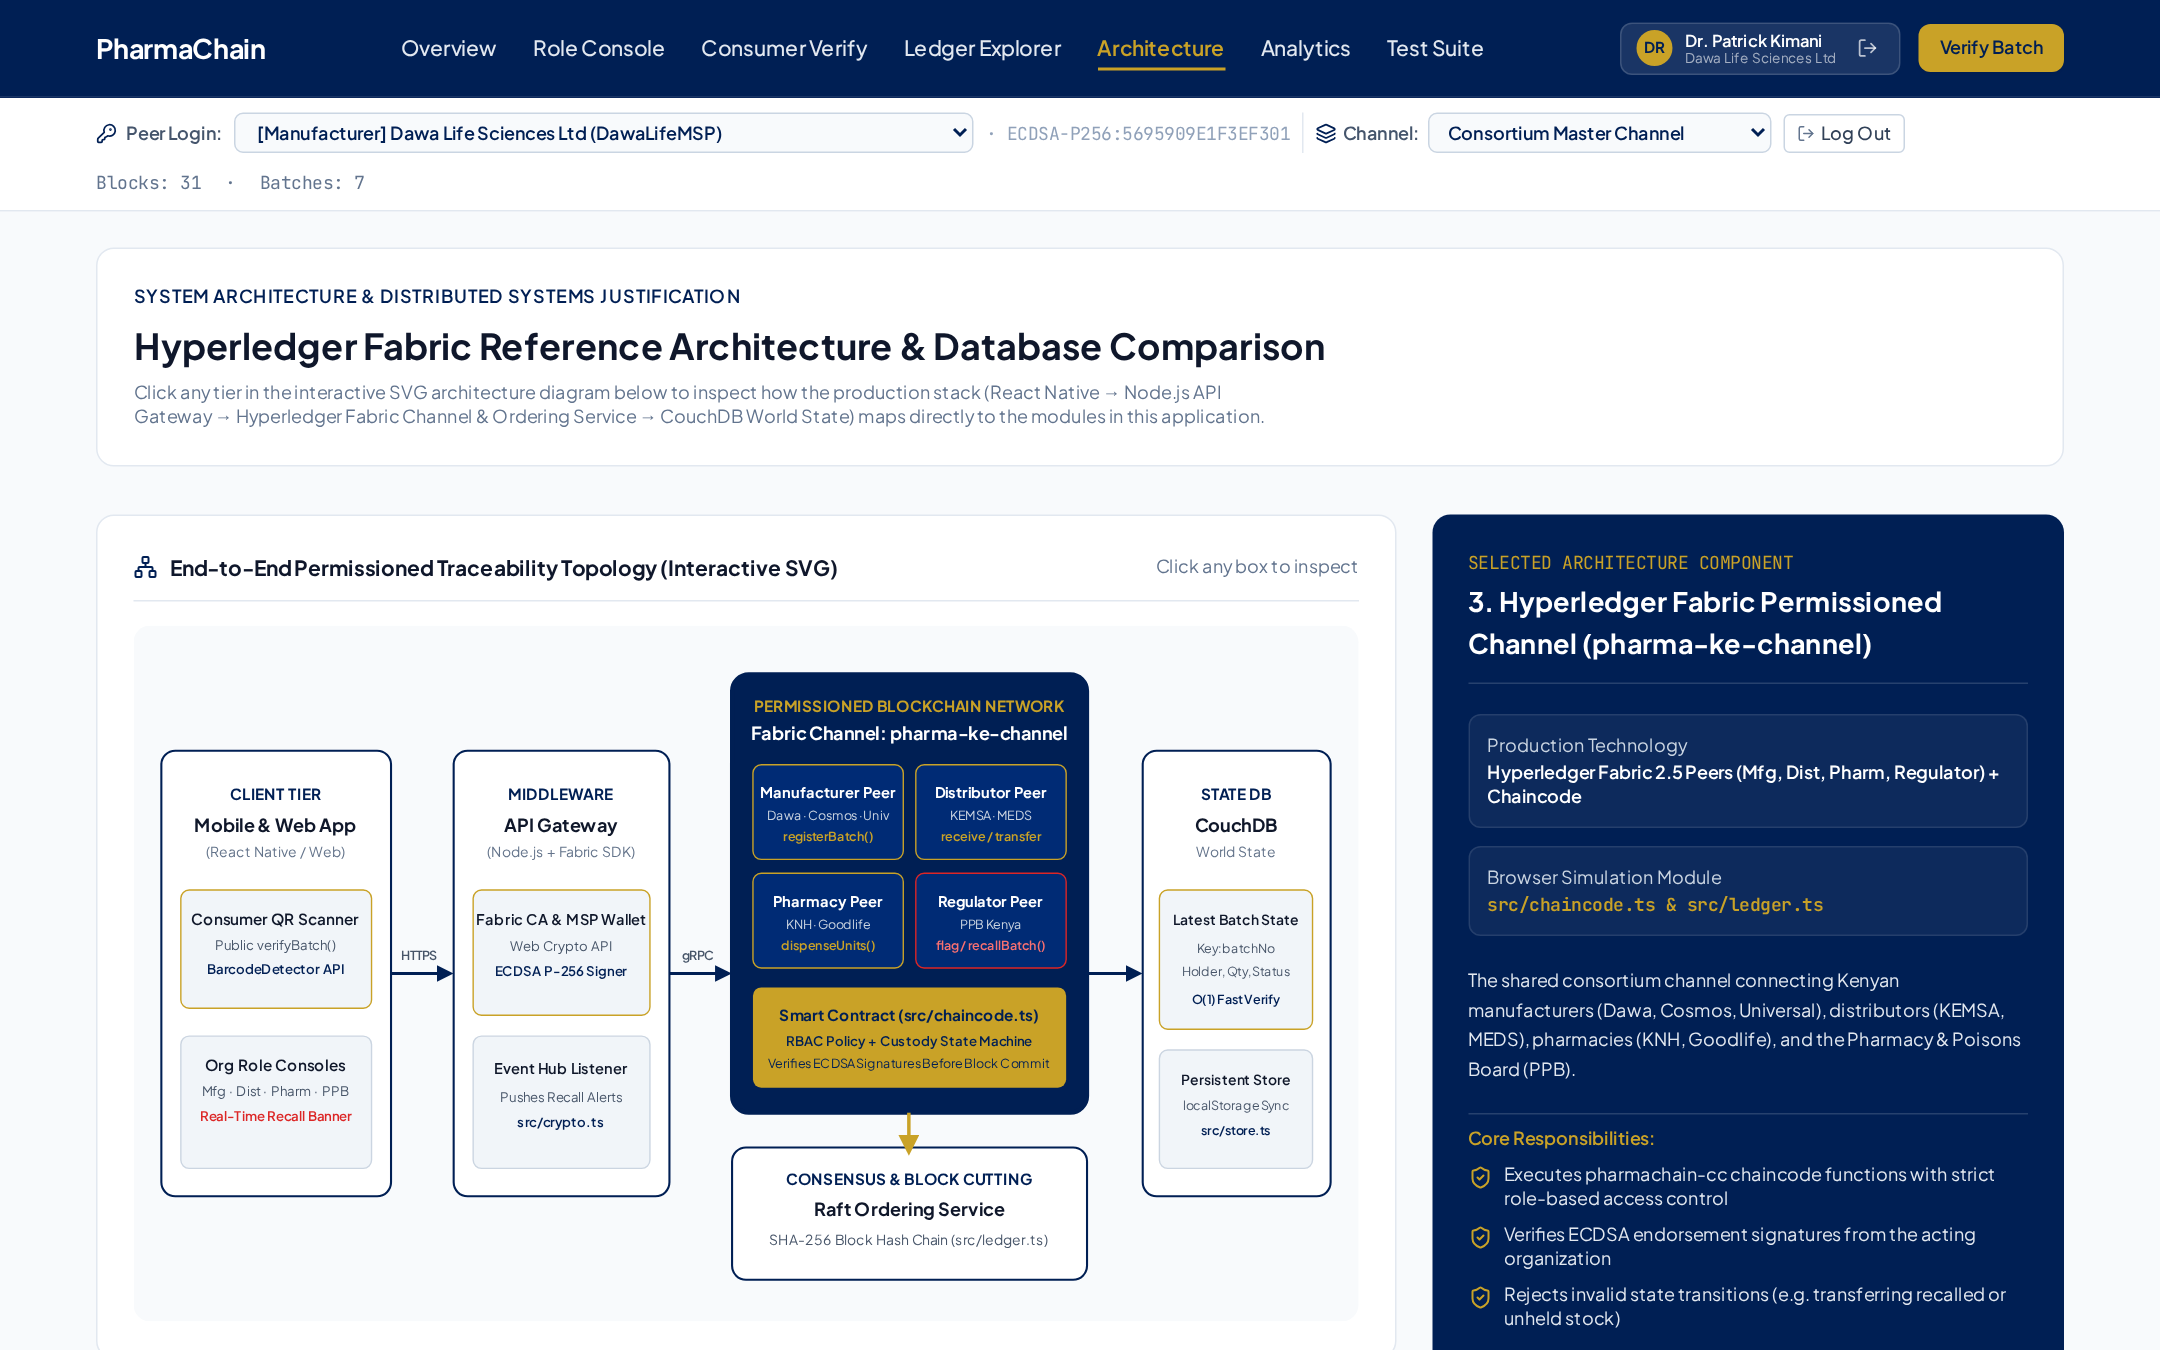 PharmaChain
Overview
Role Console
Consumer Verify
Ledger Explorer
Architecture
Analytics
Test Suite
DR
Dr. Patrick Kimani
Dawa Life Sciences Ltd
Verify Batch
Peer Login:
[Manufacturer] Dawa Life Sciences Ltd (DawaLifeMSP)
· ECDSA-P256:5695909E1F3EF301
Channel:
Consortium Master Channel
Log Out
Blocks: 31 · Batches: 7
SYSTEM ARCHITECTURE & DISTRIBUTED SYSTEMS JUSTIFICATION
Hyperledger Fabric Reference Architecture & Database Comparison
Click any tier in the interactive SVG architecture diagram below to inspect how the production stack (React Native → Node.js API
Gateway → Hyperledger Fabric Channel & Ordering Service → CouchDB World State) maps directly to the modules in this application.
End-to-End Permissioned Traceability Topology (Interactive SVG)
Click any box to inspect
CLIENT TIER
Mobile & Web App
(React Native / Web)
Consumer QR Scanner
Public verifyBatch()
BarcodeDetector API
Org Role Consoles
Mfg · Dist · Pharm · PPB
Real-Time Recall Banner
HTTPS
MIDDLEWARE
API Gateway
(Node.js + Fabric SDK)
Fabric CA & MSP Wallet
Web Crypto API
ECDSA P-256 Signer
Event Hub Listener
Pushes Recall Alerts
src/crypto.ts
gRPC
PERMISSIONED BLOCKCHAIN NETWORK
Fabric Channel: pharma-ke-channel
Manufacturer Peer
Dawa · Cosmos · Univ
registerBatch()
Distributor Peer
KEMSA · MEDS
receive / transfer
Pharmacy Peer
KNH · Goodlife
dispenseUnits()
Regulator Peer
PPB Kenya
flag / recallBatch()
Smart Contract (src/chaincode.ts)
RBAC Policy + Custody State Machine
Verifies ECDSA Signatures Before Block Commit
CONSENSUS & BLOCK CUTTING
Raft Ordering Service
SHA-256 Block Hash Chain (src/ledger.ts)
STATE DB
CouchDB
World State
Latest Batch State
Key: batchNo
Holder, Qty, Status
O(1) Fast Verify
Persistent Store
localStorage Sync
src/store.ts
SELECTED ARCHITECTURE COMPONENT
3. Hyperledger Fabric Permissioned
Channel (pharma-ke-channel)
Production Technology
Hyperledger Fabric 2.5 Peers (Mfg, Dist, Pharm, Regulator) +
Chaincode
Browser Simulation Module
src/chaincode.ts & src/ledger.ts
The shared consortium channel connecting Kenyan
manufacturers (Dawa, Cosmos, Universal), distributors (KEMSA,
MEDS), pharmacies (KNH, Goodlife), and the Pharmacy & Poisons
Board (PPB).
Core Responsibilities:
Executes pharmachain-cc chaincode functions with strict
role-based access control
Verifies ECDSA endorsement signatures from the acting
organization
Rejects invalid state transitions (e.g. transferring recalled or
unheld stock)